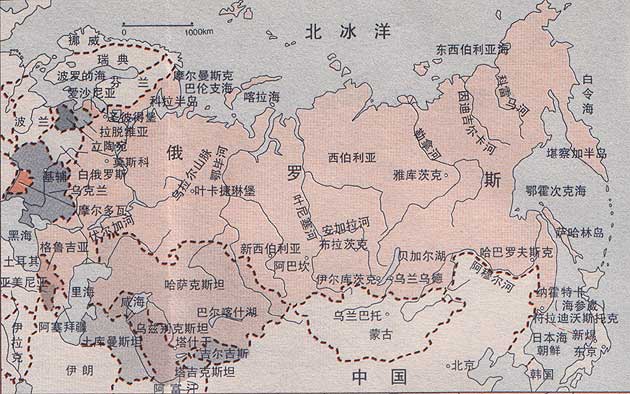 0 1000km
北冰洋
挪威
瑞典
芬兰
波罗的海
爱沙尼亚
摩尔曼斯克
巴伦支海
科拉半岛
喀拉海
东西伯利亚海
科雷马河
因迪吉尔卡河
白令海
波兰
圣彼得堡
拉脱维亚
立陶宛
莫斯科
俄罗斯
乌拉尔山脉
鄂毕河
西伯利亚
勒拿河
雅库茨克
堪察加半岛
基辅
白俄罗斯
乌克兰
叶卡捷琳堡
叶尼塞河
鄂霍次克海
摩尔多瓦
伏尔加河
安加拉河
布拉茨克
萨哈林岛
黑海
格鲁吉亚
新西伯利亚
贝加尔湖
哈巴罗夫斯克
土耳其
阿巴坎
伊尔库茨克
乌兰乌德
阿穆尔河
亚美尼亚
里海
哈萨克斯坦
咸海
巴尔喀什湖
乌兰巴托
蒙古
纳霍特卡
海参崴
符拉迪沃斯托克
阿塞拜疆
乌兹别克斯坦
土库曼斯坦
塔什干
吉尔吉斯
日本海
新潟
朝鲜
东京
伊拉克
伊朗
塔吉克斯坦
阿富汗
中国
北京
韩国